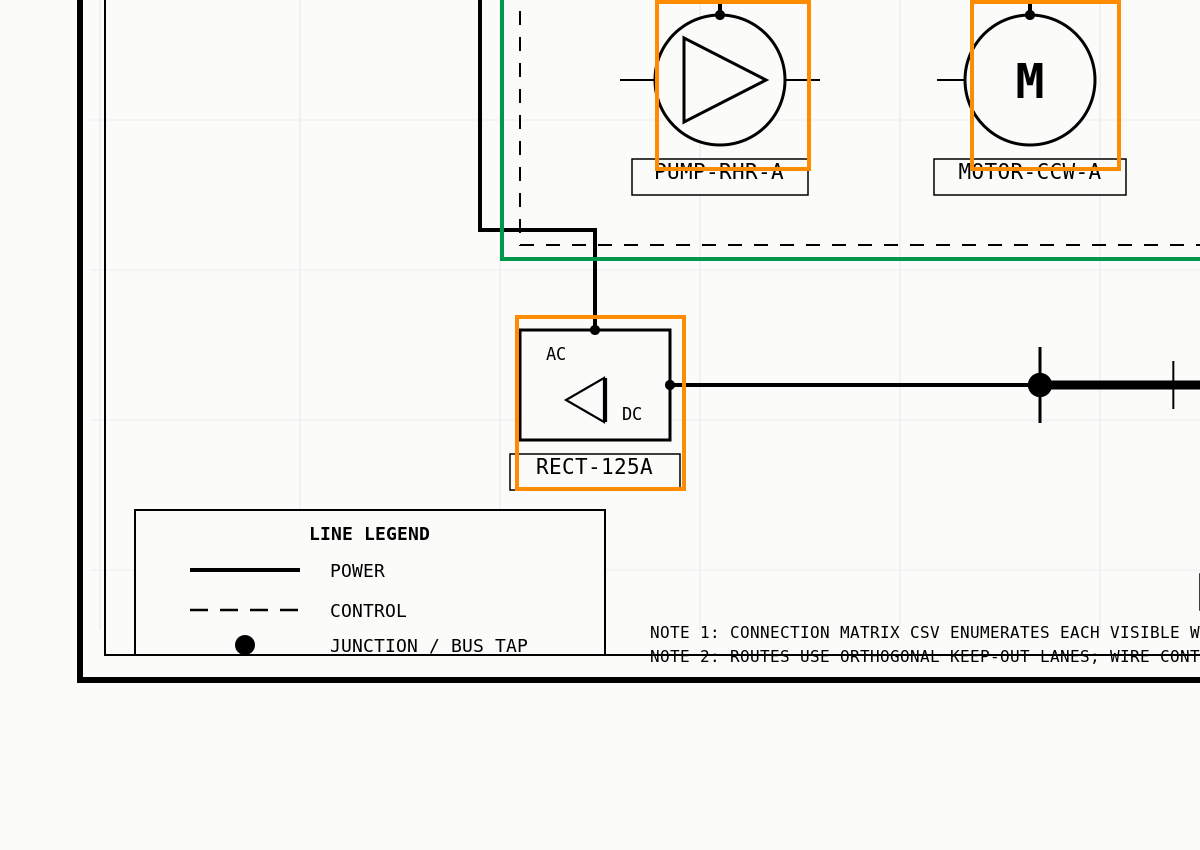 M
PUMP-RHR-A
MOTOR-CCW-A
AC
DC
RECT-125A
LINE LEGEND
POWER
CONTROL
JUNCTION / BUS TAP
NOTE 1: CONNECTION MATRIX CSV ENUMERATES EACH VISIBLE W
NOTE 2: ROUTES USE ORTHOGONAL KEEP-OUT LANES; WIRE CONT